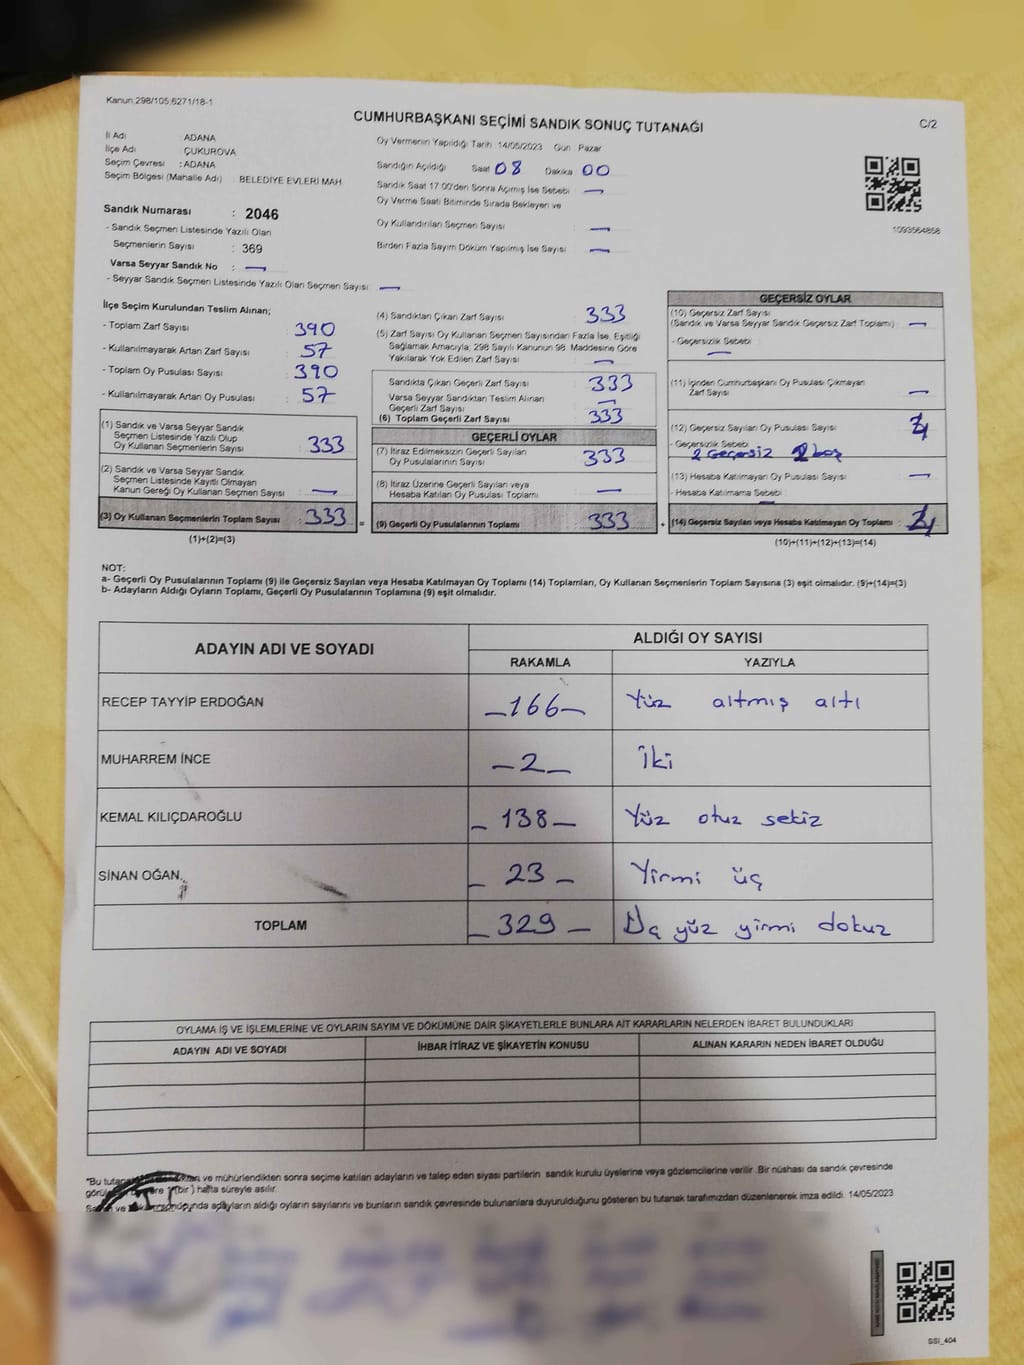 Kanun:298/105,6271/18-1
CUMHURBAŞKANI SEÇİMİ SANDIK SONUÇ TUTANAĞI
C/2
İl Adı ADANA
İlçe Adı ÇUKUROVA
Seçim Çevresi : ADANA
Seçim Bölgesi (Mahalle Adı) BELEDİYE EVLERİ MAH.
Sandık Numarası : 2046
- Sandık Seçmen Listesinde Yazılı Olan
Seçmenlerin Sayısı : 369
Varsa Seyyar Sandık No : —
- Seyyar Sandık Seçmen Listesinde Yazılı Olan Seçmen Sayısı : —
Oy Vermenin Yapıldığı Tarih 14/05/2023 Gün : Pazar
Sandığın Açıldığı Saat 08 Dakika 00
Sandık Saat 17.00'den Sonra Açılmış İse Sebebi : —
Oy Verme Saati Bitiminde Sırada Bekleyen ve
Oy Kullandırılan Seçmen Sayısı : —
Birden Fazla Sayım Döküm Yapılmış İse Sayısı : —
1093564858
İlçe Seçim Kurulundan Teslim Alınan;
- Toplam Zarf Sayısı : 390
- Kullanılmayarak Artan Zarf Sayısı : 57
- Toplam Oy Pusulası Sayısı : 390
- Kullanılmayarak Artan Oy Pusulası : 57
(1) Sandık ve Varsa Seyyar Sandık
Seçmen Listesinde Yazılı Olup
Oy Kullanan Seçmenlerin Sayısı : 333
(2) Sandık ve Varsa Seyyar Sandık
Seçmen Listesinde Kayıtlı Olmayan
Kanun Gereği Oy Kullanan Seçmen Sayısı : —
(3) Oy Kullanan Seçmenlerin Toplam Sayısı : 333 =
(1)+(2)=(3)
(4) Sandıktan Çıkan Zarf Sayısı : 333
(5) Zarf Sayısı Oy Kullanan Seçmen Sayısından Fazla İse, Eşitliği
Sağlamak Amacıyla, 298 Sayılı Kanunun 98. Maddesine Göre
Yakılarak Yok Edilen Zarf Sayısı : —
Sandıkta Çıkan Geçerli Zarf Sayısı : 333
Varsa Seyyar Sandıktan Teslim Alınan
Geçerli Zarf Sayısı : —
(6) Toplam Geçerli Zarf Sayısı : 333
GEÇERLİ OYLAR
(7) İtiraz Edilmeksizin Geçerli Sayılan
Oy Pusulalarının Sayısı : 333
(8) İtiraz Üzerine Geçerli Sayılan veya
Hesaba Katılan Oy Pusulası Toplamı : —
(9) Geçerli Oy Pusulalarının Toplamı : 333 +
GEÇERSİZ OYLAR
(10) Geçersiz Zarf Sayısı
(Sandık ve Varsa Seyyar Sandık Geçersiz Zarf Toplamı) : —
- Geçersizlik Sebebi :
—
(11) İçinden Cumhurbaşkanı Oy Pusulası Çıkmayan
Zarf Sayısı : —
(12) Geçersiz Sayılan Oy Pusulası Sayısı : 4
- Geçersizlik Sebebi :
2 Geçersiz 2 boş
(13) Hesaba Katılmayan Oy Pusulası Sayısı : —
- Hesaba Katılmama Sebebi :
(14) Geçersiz Sayılan veya Hesaba Katılmayan Oy Toplamı : 4
(10)+(11)+(12)+(13)=(14)
NOT:
a- Geçerli Oy Pusulalarının Toplamı (9) ile Geçersiz Sayılan veya Hesaba Katılmayan Oy Toplamı (14) Toplamları, Oy Kullanan Seçmenlerin Toplam Sayısına (3) eşit olmalıdır. (9)+(14)=(3)
b- Adayların Aldığı Oyların Toplamı, Geçerli Oy Pusulalarının Toplamına (9) eşit olmalıdır.
ADAYIN ADI VE SOYADI
ALDIĞI OY SAYISI
RAKAMLA YAZIYLA
RECEP TAYYİP ERDOĞAN —166— Yüz altmış altı
MUHARREM İNCE —2— İki
KEMAL KILIÇDAROĞLU —138— Yüz otuz sekiz
SİNAN OĞAN —23— Yirmi üç
TOPLAM —329— Üç yüz yirmi dokuz
OYLAMA İŞ VE İŞLEMLERİNE VE OYLARIN SAYIM VE DÖKÜMÜNE DAİR ŞİKAYETLERLE BUNLARA AİT KARARLARIN NELERDEN İBARET BULUNDUKLARI
ADAYIN ADI VE SOYADI İHBAR İTİRAZ VE ŞİKAYETİN KONUSU ALINAN KARARIN NEDEN İBARET OLDUĞU
*Bu ve mühürlendikten sonra seçime katılan adayların ve talep eden siyasi partilerin sandık kurulu üyelerine veya gözlemcilerine verilir. Bir nüshası da sandık çevresinde
(bir) hafta süreyle asılır.
adayların aldığı oyların sayılarını ve bunların sandık çevresinde bulunanlara duyurulduğunu gösteren bu tutanak tarafımızdan düzenlenerek imza edildi. 14/05/2023
SSI_404